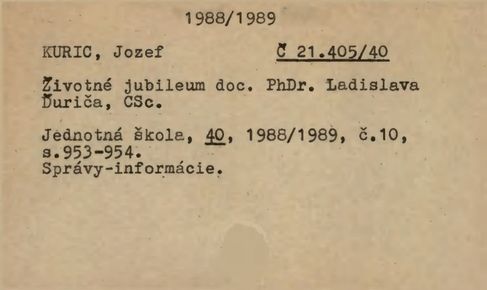 1988/1989
KURIC, Jozef Č 21.405/40
Životné jubileum doc. PhDr. Ladislava
Ďuriča, CSc.
Jednotná škola, 40, 1988/1989, č.10,
s.953-954.
Správy-informácie.